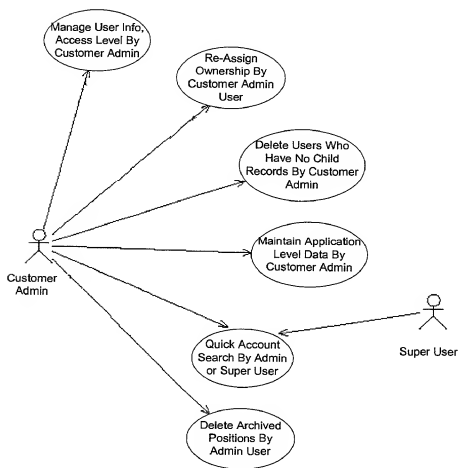 Manage User Info,
Access Level By
Customer Admin
Re-Assign
Ownership By
Customer Admin
User
Delete Users Who
Have No Child
Records By Customer
Admin
Maintain Application
Level Data By
Customer Admin
Customer
Admin
Quick Account
Search By Admin
or Super User
Super User
Delete Archived
Positions By
Admin User